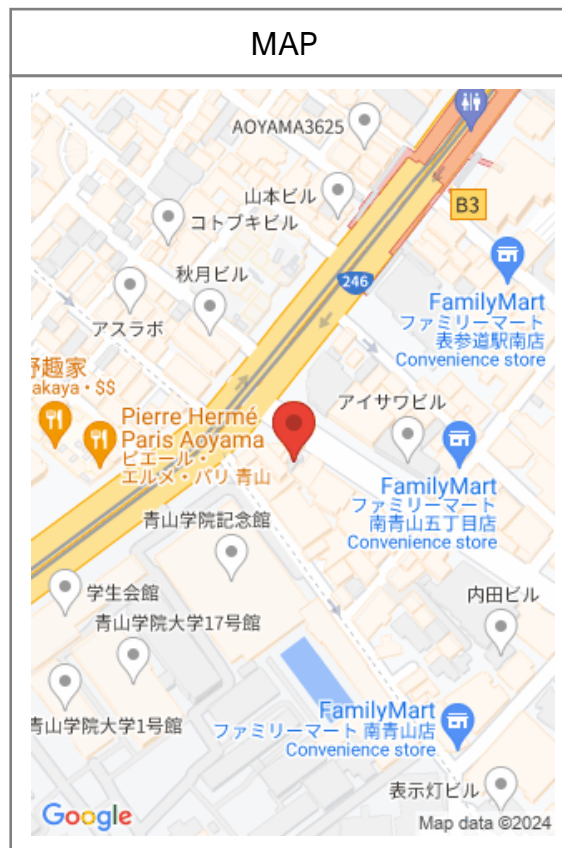 MAP
AOYAMA3625
山本ビル
コトブキビル
B3
246
秋月ビル
アスラボ
FamilyMart
ファミリーマート
表参道駅南店
Convenience store
野趣家
akaya・$$
Pierre Hermé
Paris Aoyama
ピエール・
エルメ・パリ 青山
アイサワビル
FamilyMart
ファミリーマート
南青山五丁目店
Convenience store
青山学院記念館
学生会館
内田ビル
青山学院大学17号館
青山学院大学1号館
FamilyMart
ファミリーマート 南青山店
Convenience store
表示灯ビル
Google
Map data ©2024